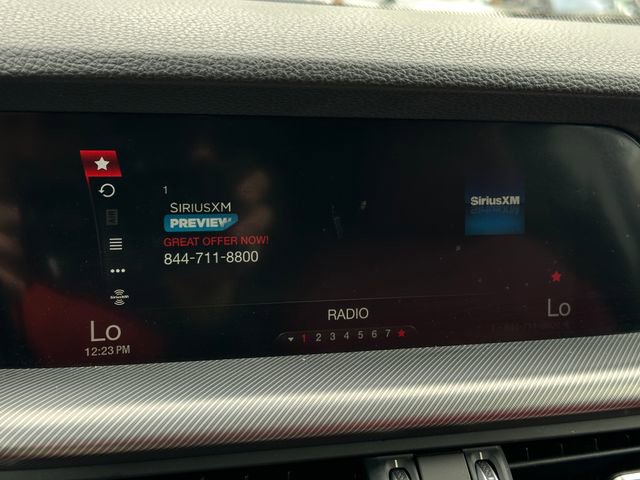 1
SIRIUSXM
PREVIEW
GREAT OFFER NOW!
844-711-8800
SiriusXM
SiriusXM
RADIO
Lo
Lo
12:23 PM
1 2 3 4 5 6 7